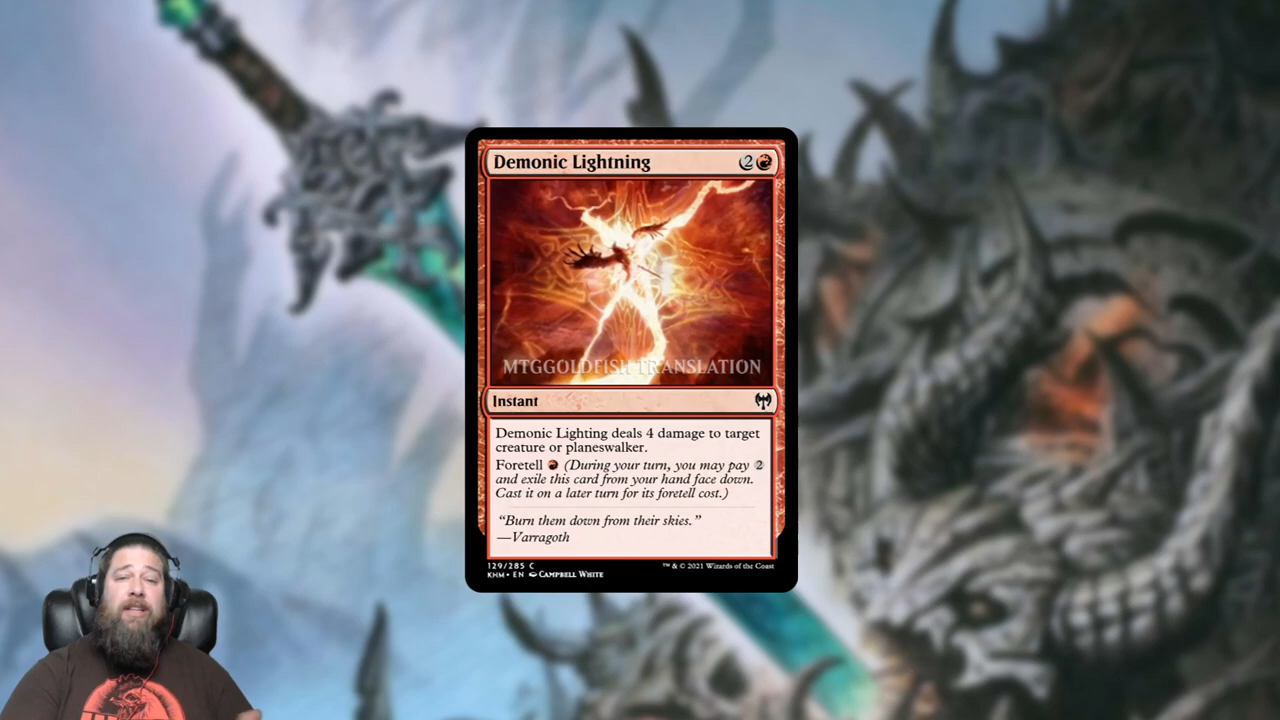 Demonic Lightning 2
MTGGOLDFISH TRANSLATION
Instant
Demonic Lighting deals 4 damage to target
creature or planeswalker.
Foretell (During your turn, you may pay 2
and exile this card from your hand face down.
Cast it on a later turn for its foretell cost.)
“Burn them down from their skies.”
—Varragoth
129/285 C
KHM • EN CAMPBELL WHITE
™ & © 2021 Wizards of the Coast